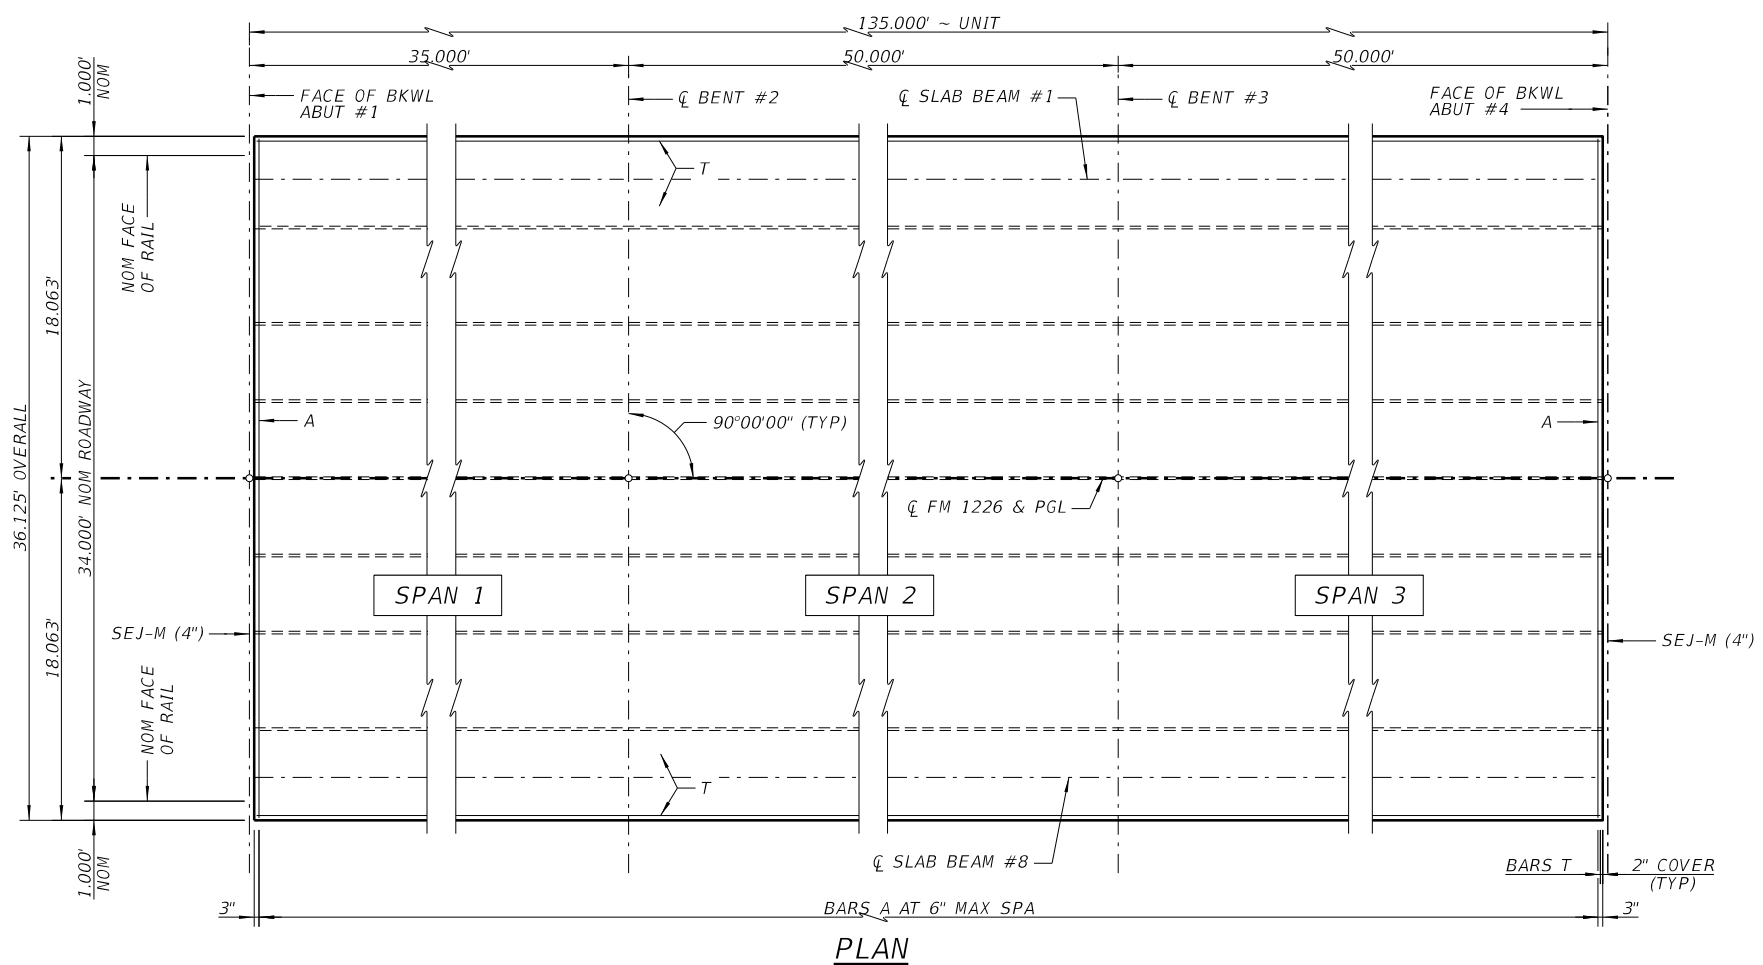 135.000' ~ UNIT
35.000'
50.000'
50.000'
1.000'
NOM
FACE OF BKWL
ABUT #1
℄ BENT #2
℄ SLAB BEAM #1
℄ BENT #3
FACE OF BKWL
ABUT #4
T
NOM FACE
OF RAIL
18.063'
36.125' OVERALL
34.000' NOM ROADWAY
A
90°00'00" (TYP)
A
℄ FM 1226 & PGL
SPAN 1
SPAN 2
SPAN 3
SEJ-M (4")
SEJ-M (4")
18.063'
NOM FACE
OF RAIL
T
1.000'
NOM
℄ SLAB BEAM #8
BARS T
2" COVER
(TYP)
3"
BARS A AT 6" MAX SPA
3"
PLAN